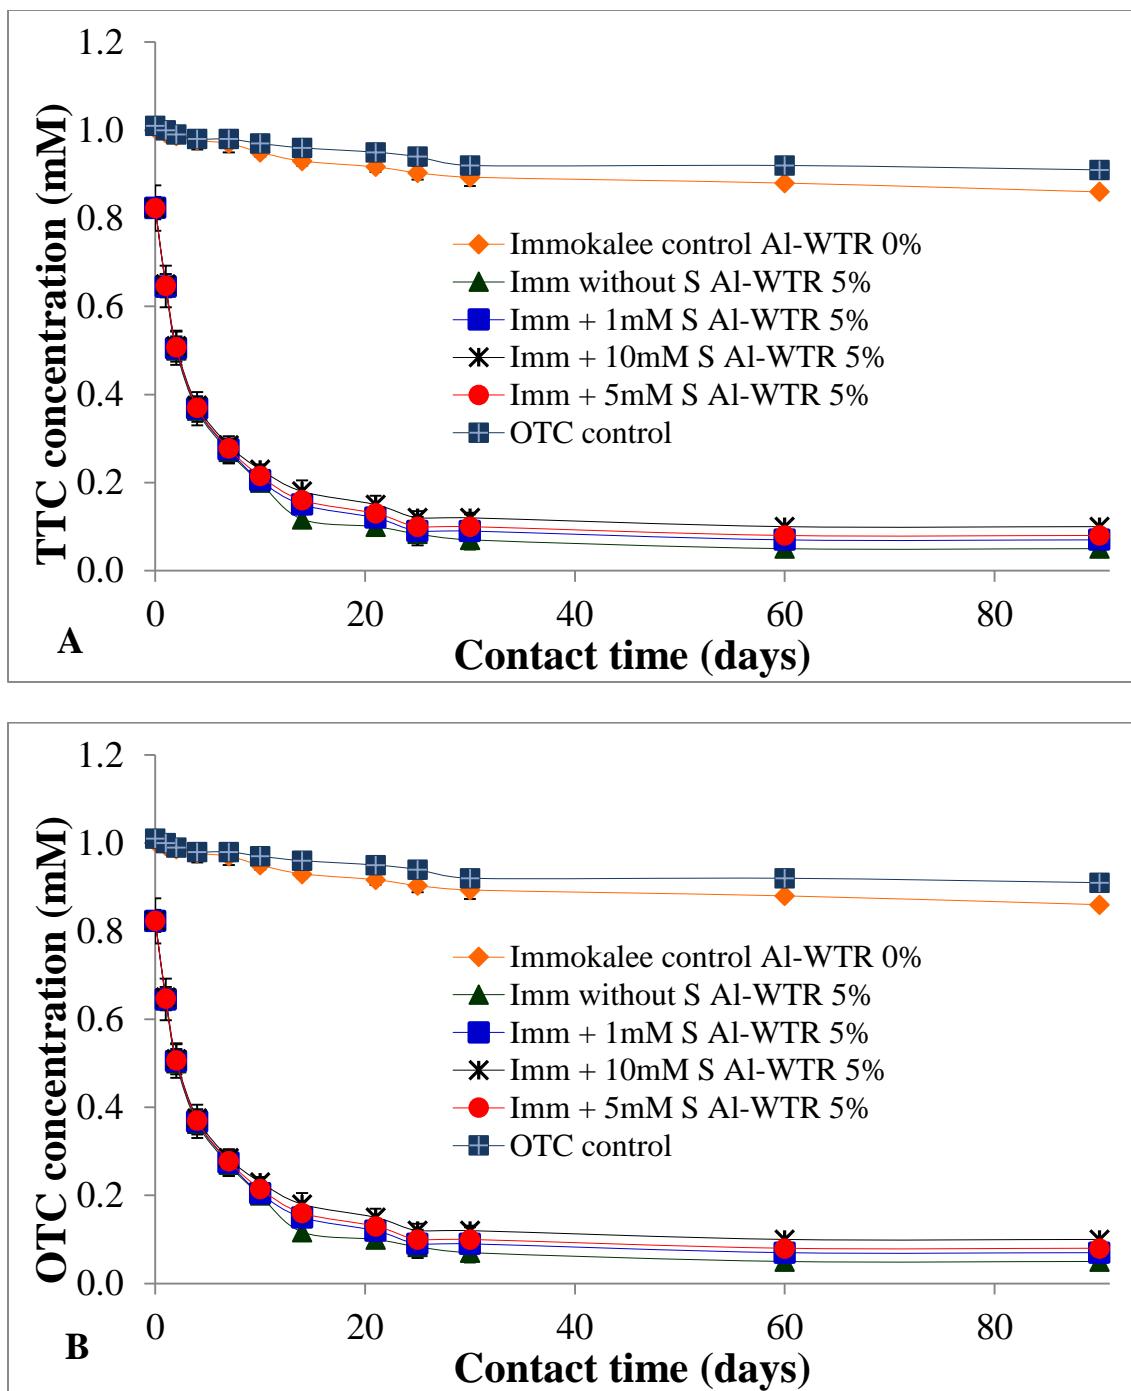 1.2
1.0
0.8
0.6
0.4
0.2
0.0
TTC concentration (mM)
Immokalee control Al-WTR 0%
Imm without S Al-WTR 5%
Imm + 1mM S Al-WTR 5%
Imm + 10mM S Al-WTR 5%
Imm + 5mM S Al-WTR 5%
OTC control
0 20 40 60 80
A
Contact time (days)
1.2
1.0
0.8
0.6
0.4
0.2
0.0
OTC concentration (mM)
Immokalee control Al-WTR 0%
Imm without S Al-WTR 5%
Imm + 1mM S Al-WTR 5%
Imm + 10mM S Al-WTR 5%
Imm + 5mM S Al-WTR 5%
OTC control
0 20 40 60 80
B
Contact time (days)